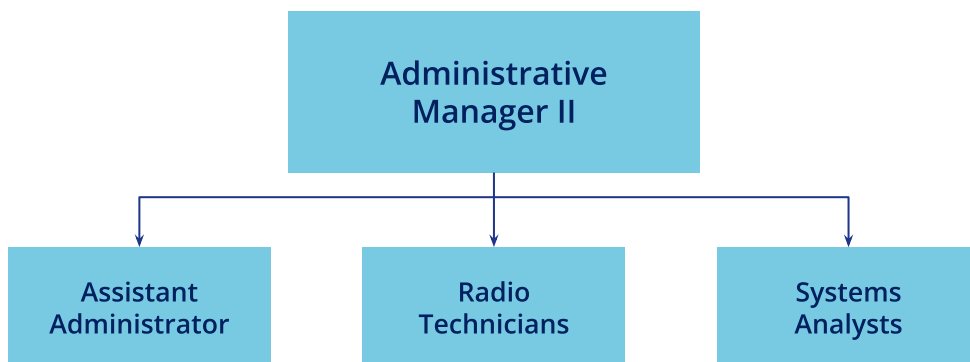 Administrative
Manager II
Assistant
Administrator
Radio
Technicians
Systems
Analysts